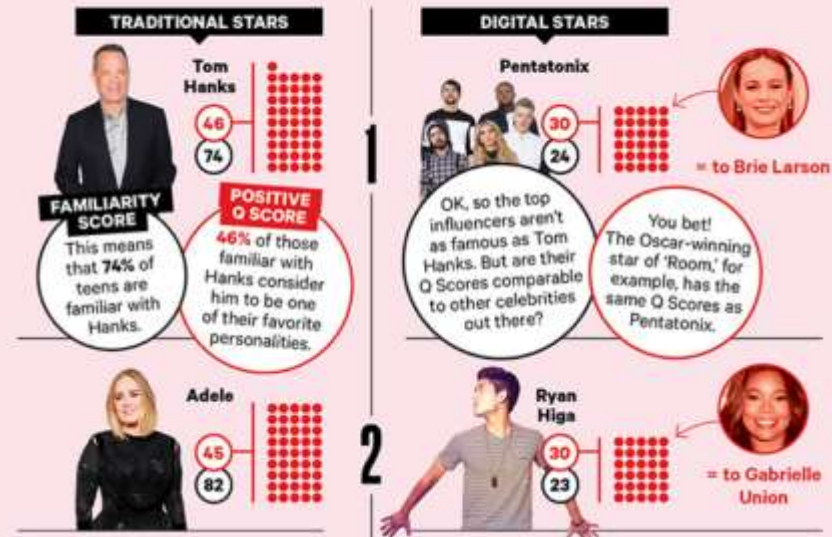 TRADITIONAL STARS
DIGITAL STARS
1
Tom
Hanks
46
74
FAMILIARITY
SCORE
This means
that 74% of
teens are
familiar with
Hanks.
POSITIVE
Q SCORE
46% of those
familiar with
Hanks consider
him to be one
of their favorite
personalities.
Pentatonix
30
24
= to Brie Larson
OK, so the top
influencers aren't
as famous as Tom
Hanks. But are their
Q Scores comparable
to other celebrities
out there?
You bet!
The Oscar-winning
star of 'Room,' for
example, has the
same Q Scores as
Pentatonix.
2
Adele
45
82
Ryan
Higa
30
23
= to Gabrielle
Union